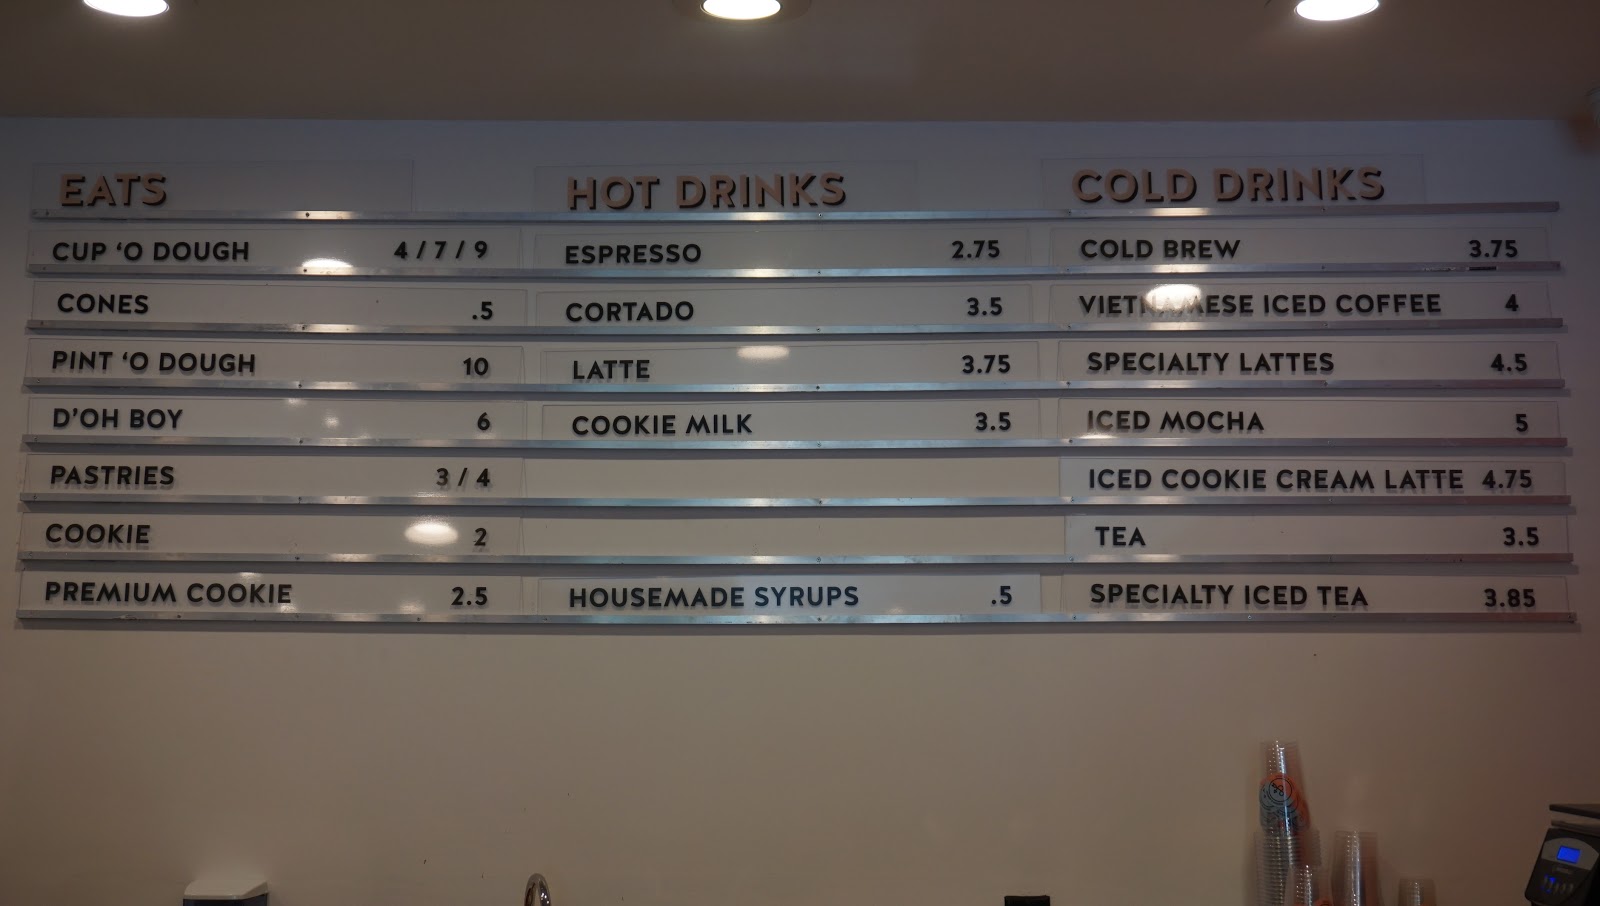 EATS
CUP ‘O DOUGH 4 / 7 / 9
CONES .5
PINT ‘O DOUGH 10
D’OH BOY 6
PASTRIES 3 / 4
COOKIE 2
PREMIUM COOKIE 2.5
HOT DRINKS
ESPRESSO 2.75
CORTADO 3.5
LATTE 3.75
COOKIE MILK 3.5
HOUSEMADE SYRUPS .5
COLD DRINKS
COLD BREW 3.75
VIETNAMESE ICED COFFEE 4
SPECIALTY LATTES 4.5
ICED MOCHA 5
ICED COOKIE CREAM LATTE 4.75
TEA 3.5
SPECIALTY ICED TEA 3.85